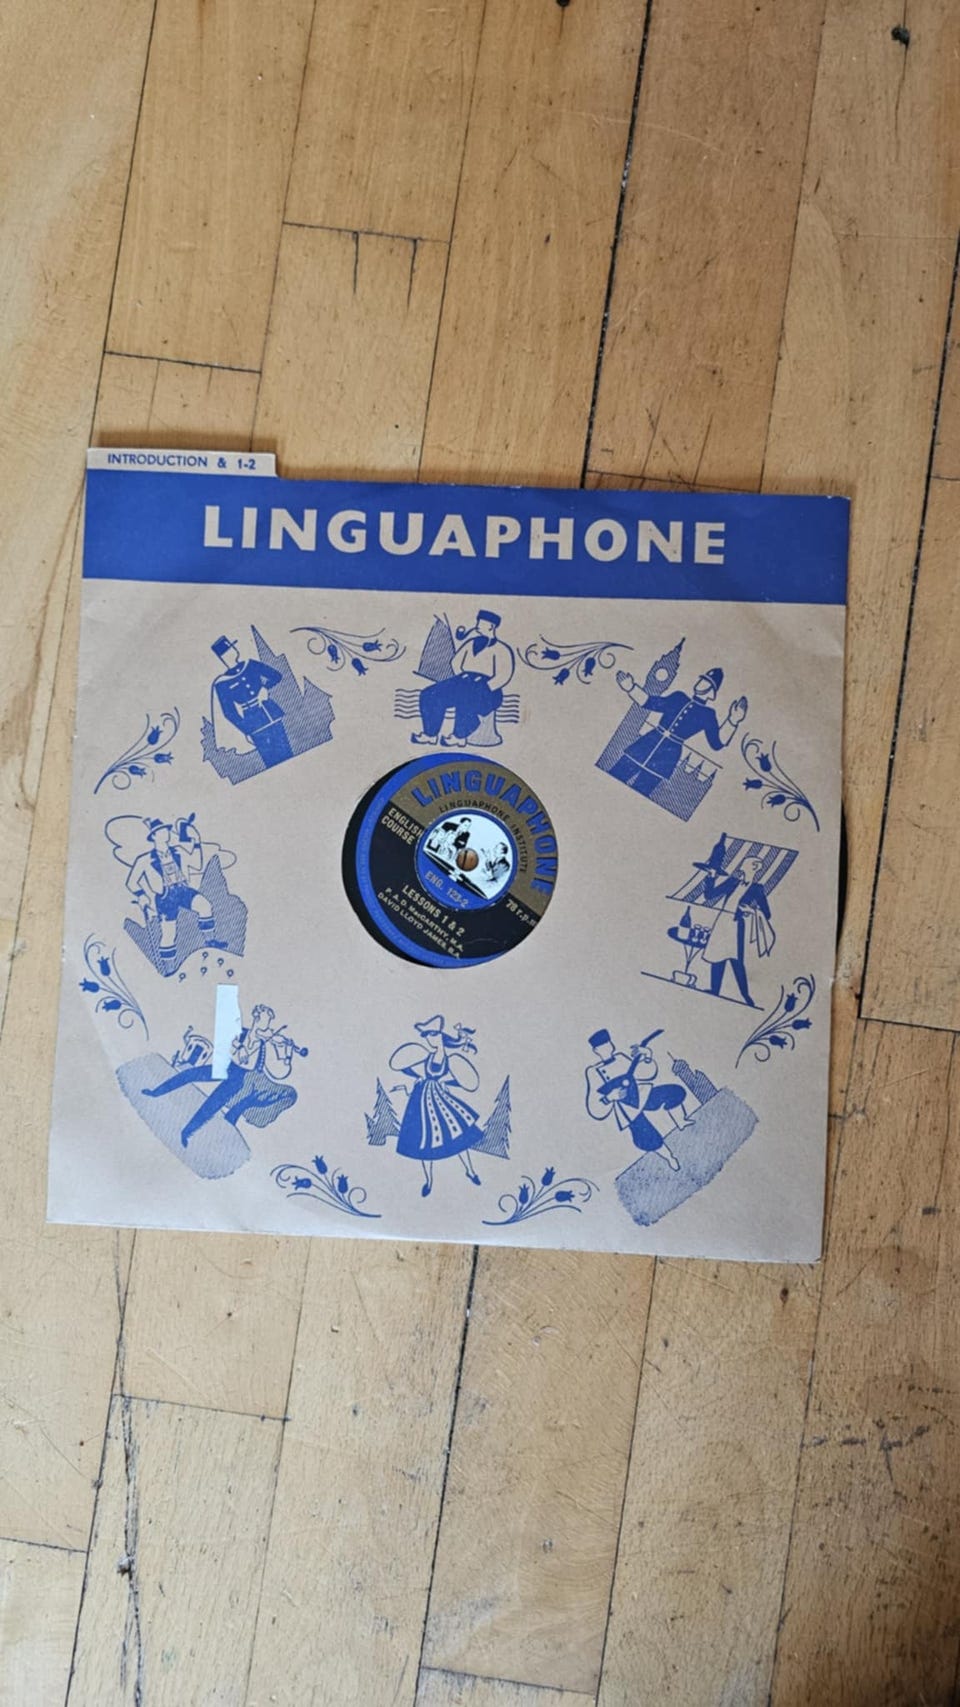 INTRODUCTION & 1-2
LINGUAPHONE
LINGUAPHONE
LINGUAPHONE INSTITUTE
ENGLISH
COURSE
ENG. 123-2
78 r.p.m
LESSONS 1 & 2
P. A. D. MacCARTHY, M.A.
DAVID LLOYD JAMES, B.A.